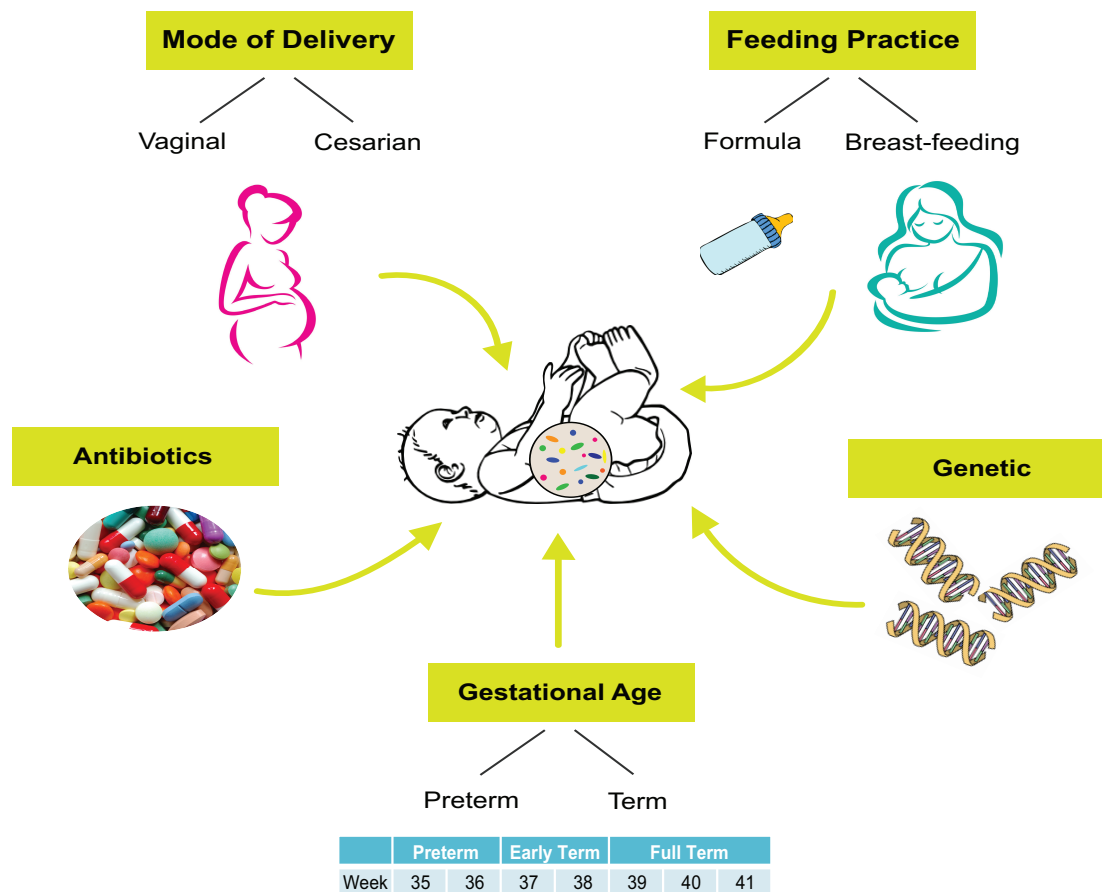 Mode of Delivery
Feeding Practice
Vaginal
Cesarian
Formula
Breast-feeding
Antibiotics
Genetic
Gestational Age
Preterm
Term
Preterm Early Term Full Term
Week 35 36 37 38 39 40 41